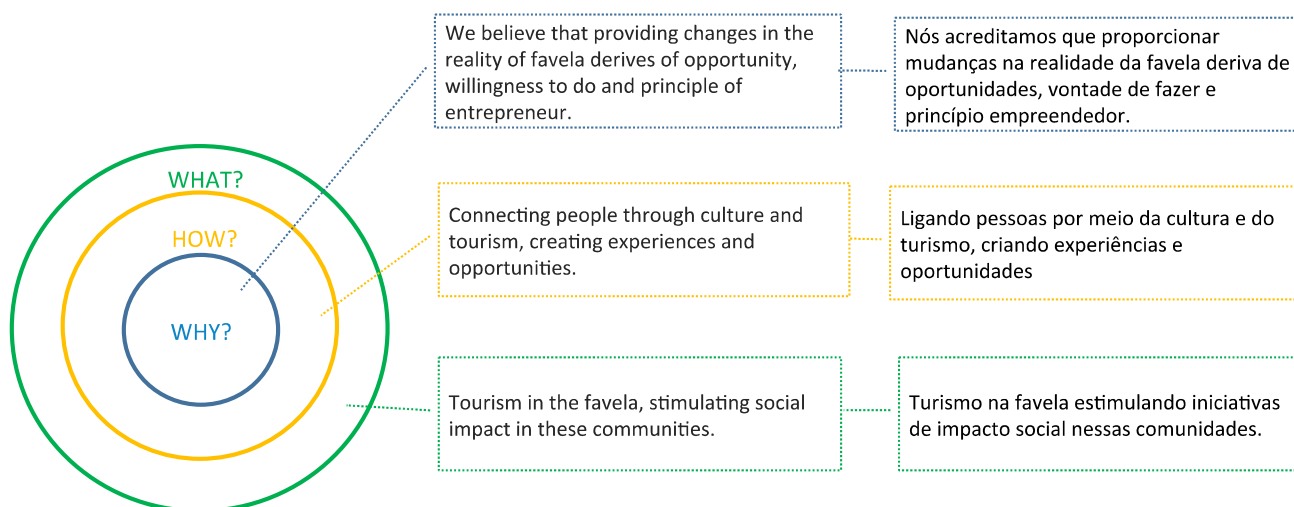 We believe that providing changes in the
reality of favela derives of opportunity,
willingness to do and principle of
entrepreneur.
Nós acreditamos que proporcionar
mudanças na realidade da favela deriva de
oportunidades, vontade de fazer e
princípio empreendedor.
WHAT?
HOW?
WHY?
Connecting people through culture and
tourism, creating experiences and
opportunities.
Ligando pessoas por meio da cultura e do
turismo, criando experiências e
oportunidades
Tourism in the favela, stimulating social
impact in these communities.
Turismo na favela estimulando iniciativas
de impacto social nessas comunidades.